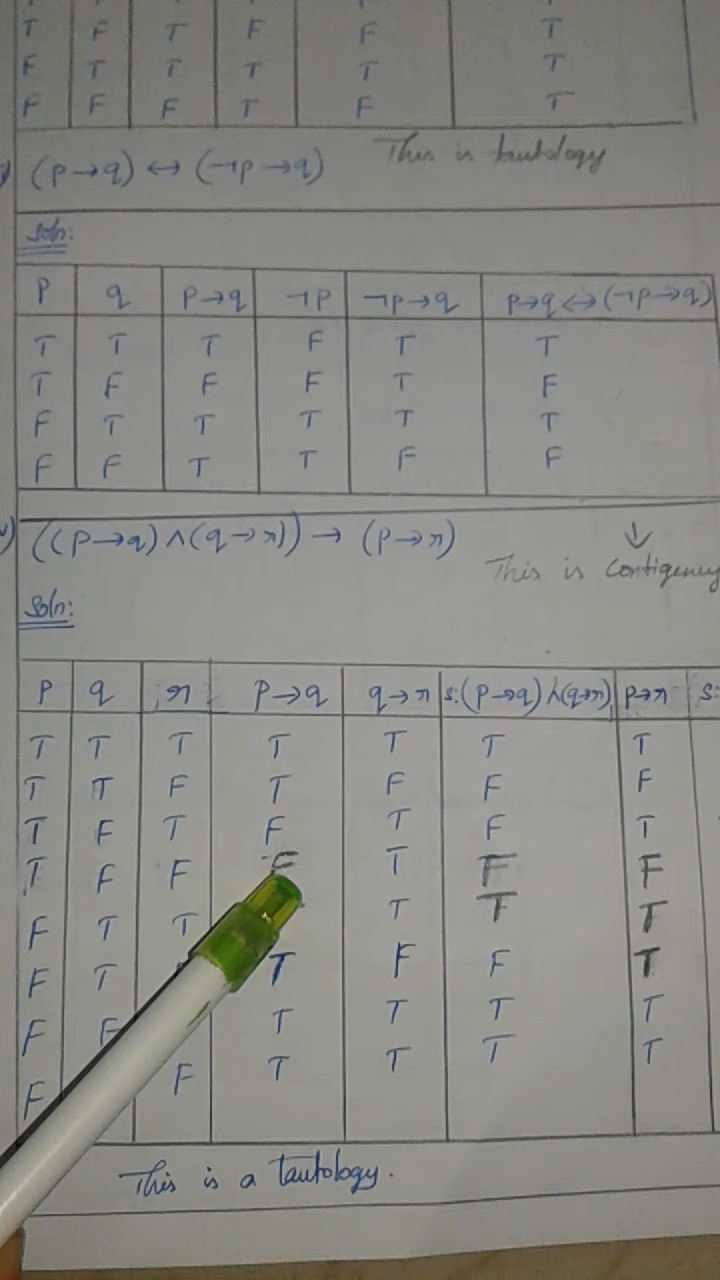 T F T F F T
F T T T T T
F F F T F T
(p→q) ↔ (¬p→q) This is tautology
Soln:
p q p→q ¬p ¬p→q p→q<->(¬p→q)
T T T F T T
T F F F T F
F T T T T T
F F T T F F
((p→q) ∧ (q→r)) → (p→r)
↓
This is contigency
Soln:
p q r p→q q→r s:(p→q) ∧(q→r) p→r s:
T T T T T T T
T T F T F F F
T F T F T F T
T F F F T F F
F T T T T T
F T T F F T
F F T T T T
F F T T T T
This is a tautology.